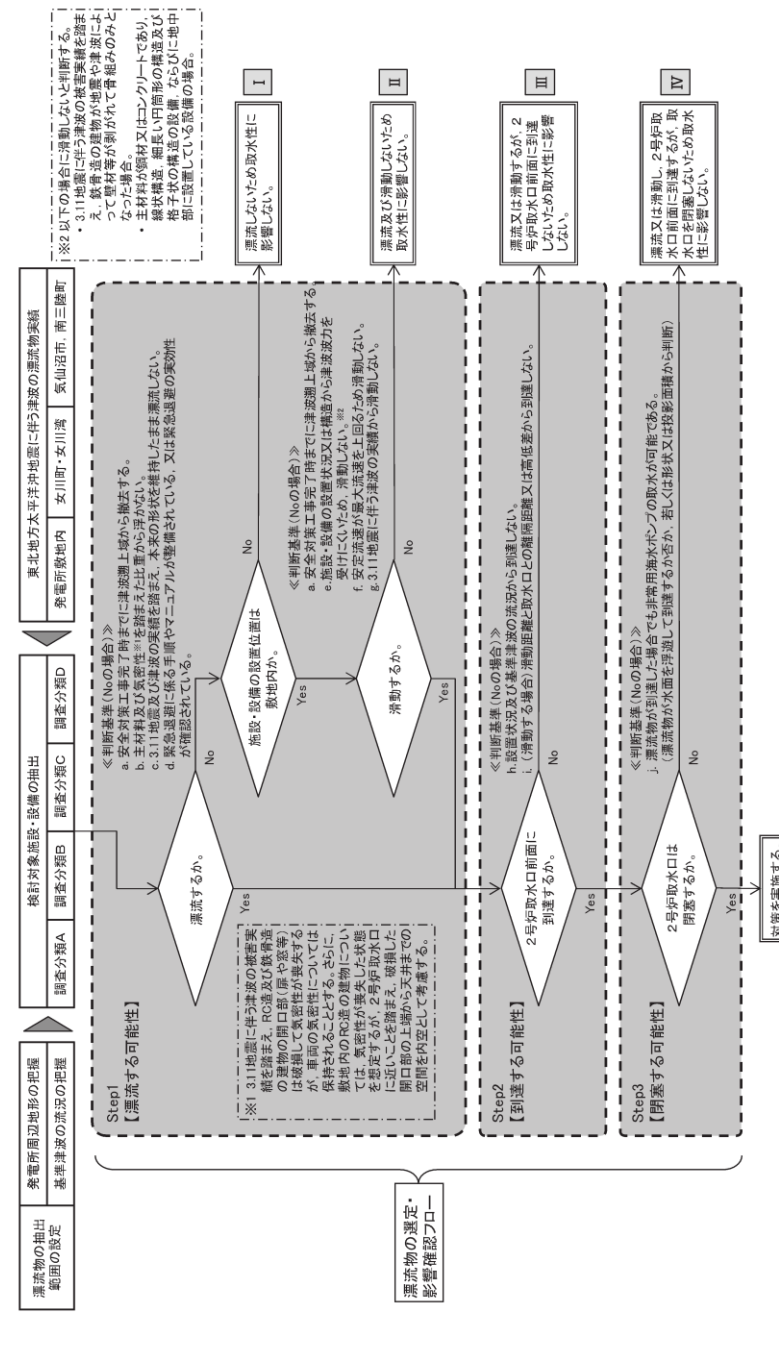 漂流物の抽出
範囲の設定
発電所周辺地形の把握
基準津波の流況の把握
検討対象施設・設備の抽出
調査分類A
調査分類B
調査分類C
調査分類D
東北地方太平洋沖地震に伴う津波の漂流物実績
発電所敷地内
女川町・女川湾
気仙沼市，南三陸町
※2 以下の場合に滑動しないと判断する。
・3.11地震に伴う津波の被害実績を踏ま
え，鉄骨造の建物が地震や津波によ
って壁材等が剥がれて骨組みのみと
なった場合。
・主材料が鋼材又はコンクリートであり，
線状構造，細長い円筒形の構造及び
格子状の構造の設備，ならびに地中
部に設置している設備の場合。
漂流物の選定・
影響確認フロー
Step1
【漂流する可能性】
漂流するか。
No
Yes
≪判断基準（Noの場合）≫
a. 安全対策工事完了時までに津波遡上域から撤去する。
b. 主材料及び気密性※1を踏まえた比重から浮かない。
c. 3.11地震及び津波の実績を踏まえ，本来の形状を維持したまま漂流しない。
d. 緊急退避に係る手順やマニュアルが整備されている，又は緊急退避の実効性
が確認されている。
※1 3.11地震に伴う津波の被害実
績を踏まえ，RC造及び鉄骨造
の建物の開口部（扉や窓等）
は破損して気密性が喪失する
が，車両の気密性については
保持されることとする。さらに，
敷地内のRC造の建物につい
ては，気密性が喪失した状態
を想定するが，2号炉取水口
に近いことを踏まえ，破損した
開口部の上端から天井までの
空間を内空として考慮する。
施設・設備の設置位置は
敷地内か。
No
Yes
漂流しないため取水性に
影響しない。
Ⅰ
≪判断基準（Noの場合）≫
a. 安全対策工事完了時までに津波遡上域から撤去する
e.施設・設備の設置状況又は構造から津波波力を
受けにくいため，滑動しない。※2
f. 安定流速が最大流速を上回るため滑動しない。
g.3.11地震に伴う津波の実績から滑動しない。
滑動するか。
No
Yes
漂流及び滑動しないため
取水性に影響しない。
Ⅱ
Step2
【到達する可能性】
2号炉取水口前面に
到達するか。
No
Yes
≪判断基準（Noの場合）≫
h.設置状況及び基準津波の流況から到達しない。
i. （滑動する場合）滑動距離と取水口との離隔距離又は高低差から到達しない。
漂流又は滑動するが，2
号炉取水口前面に到達
しないため取水性に影響
しない。
Ⅲ
Step3
【閉塞する可能性】
2号炉取水口は
閉塞するか。
No
Yes
≪判断基準（Noの場合）≫
j. 漂流物が到達した場合でも非常用海水ポンプの取水が可能である。
（漂流物が水面を浮遊して到達するか否か，若しくは形状又は投影面積から判断）
漂流又は滑動し，2号炉取
水口前面に到達するが，取
水口を閉塞しないため取水
性に影響しない。
Ⅳ
対策を実施する